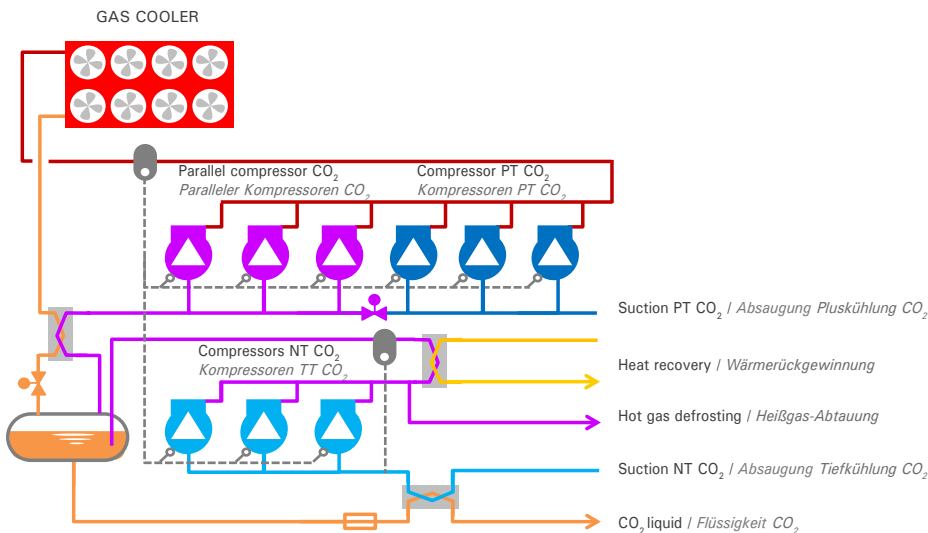 GAS COOLER
Parallel compressor CO₂
Paralleler Kompressoren CO₂
Compressor PT CO₂
Kompressoren PT CO₂
Suction PT CO₂ / Absaugung Pluskühlung CO₂
Compressors NT CO₂
Kompressoren TT CO₂
Heat recovery / Wärmerückgewinnung
Hot gas defrosting / Heißgas-Abtauung
Suction NT CO₂ / Absaugung Tiefkühlung CO₂
CO₂ liquid / Flüssigkeit CO₂